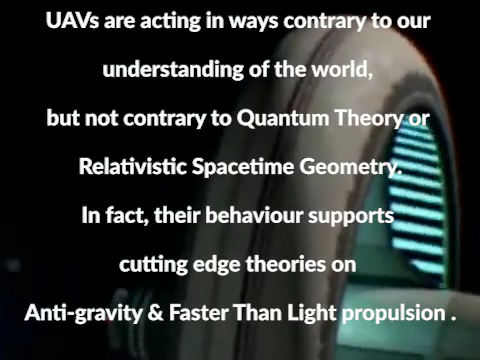 UAVs are acting in ways contrary to our
understanding of the world,
but not contrary to Quantum Theory or
Relativistic Spacetime Geometry.
In fact, their behaviour supports
cutting edge theories on
Anti-gravity & Faster Than Light propulsion .